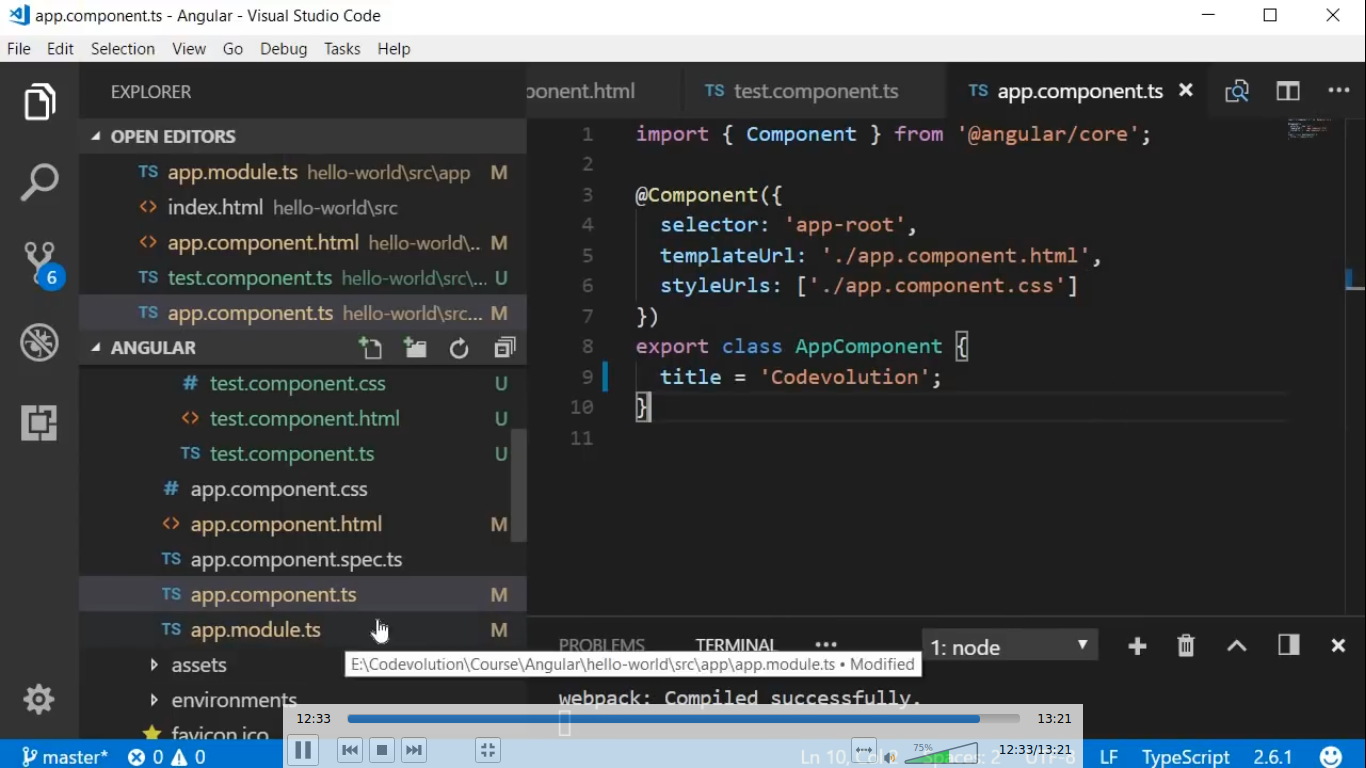 app.component.ts - Angular - Visual Studio Code
File Edit Selection View Go Debug Tasks Help
EXPLORER
OPEN EDITORS
TS app.module.ts hello-world\src\app M
<> index.html hello-world\src
<> app.component.html hello-world\.. M
TS test.component.ts hello-world\src\... U
TS app.component.ts hello-world\src... M
6
ANGULAR
# test.component.css U
<> test.component.html U
TS test.component.ts U
# app.component.css
<> app.component.html M
TS app.component.spec.ts
TS app.component.ts M
TS app.module.ts M
assets
environments
favicon.ico
ponent.html TS test.component.ts TS app.component.ts
1 import { Component } from '@angular/core';
2
3 @Component({
4 selector: 'app-root',
5 templateUrl: './app.component.html',
6 styleUrls: ['./app.component.css']
7 })
8 export class AppComponent {
9 title = 'Codevolution';
10 }
11
PROBLEMS TERMINAL ... 1: node
E:\Codevolution\Course\Angular\hello-world\src\app\app.module.ts • Modified
webpack: Compiled successfully.
12:33 13:21
75% 12:33/13:21
master* 0 0 Ln 10, Col 2 Spaces: 2 UTF-8 LF TypeScript 2.6.1